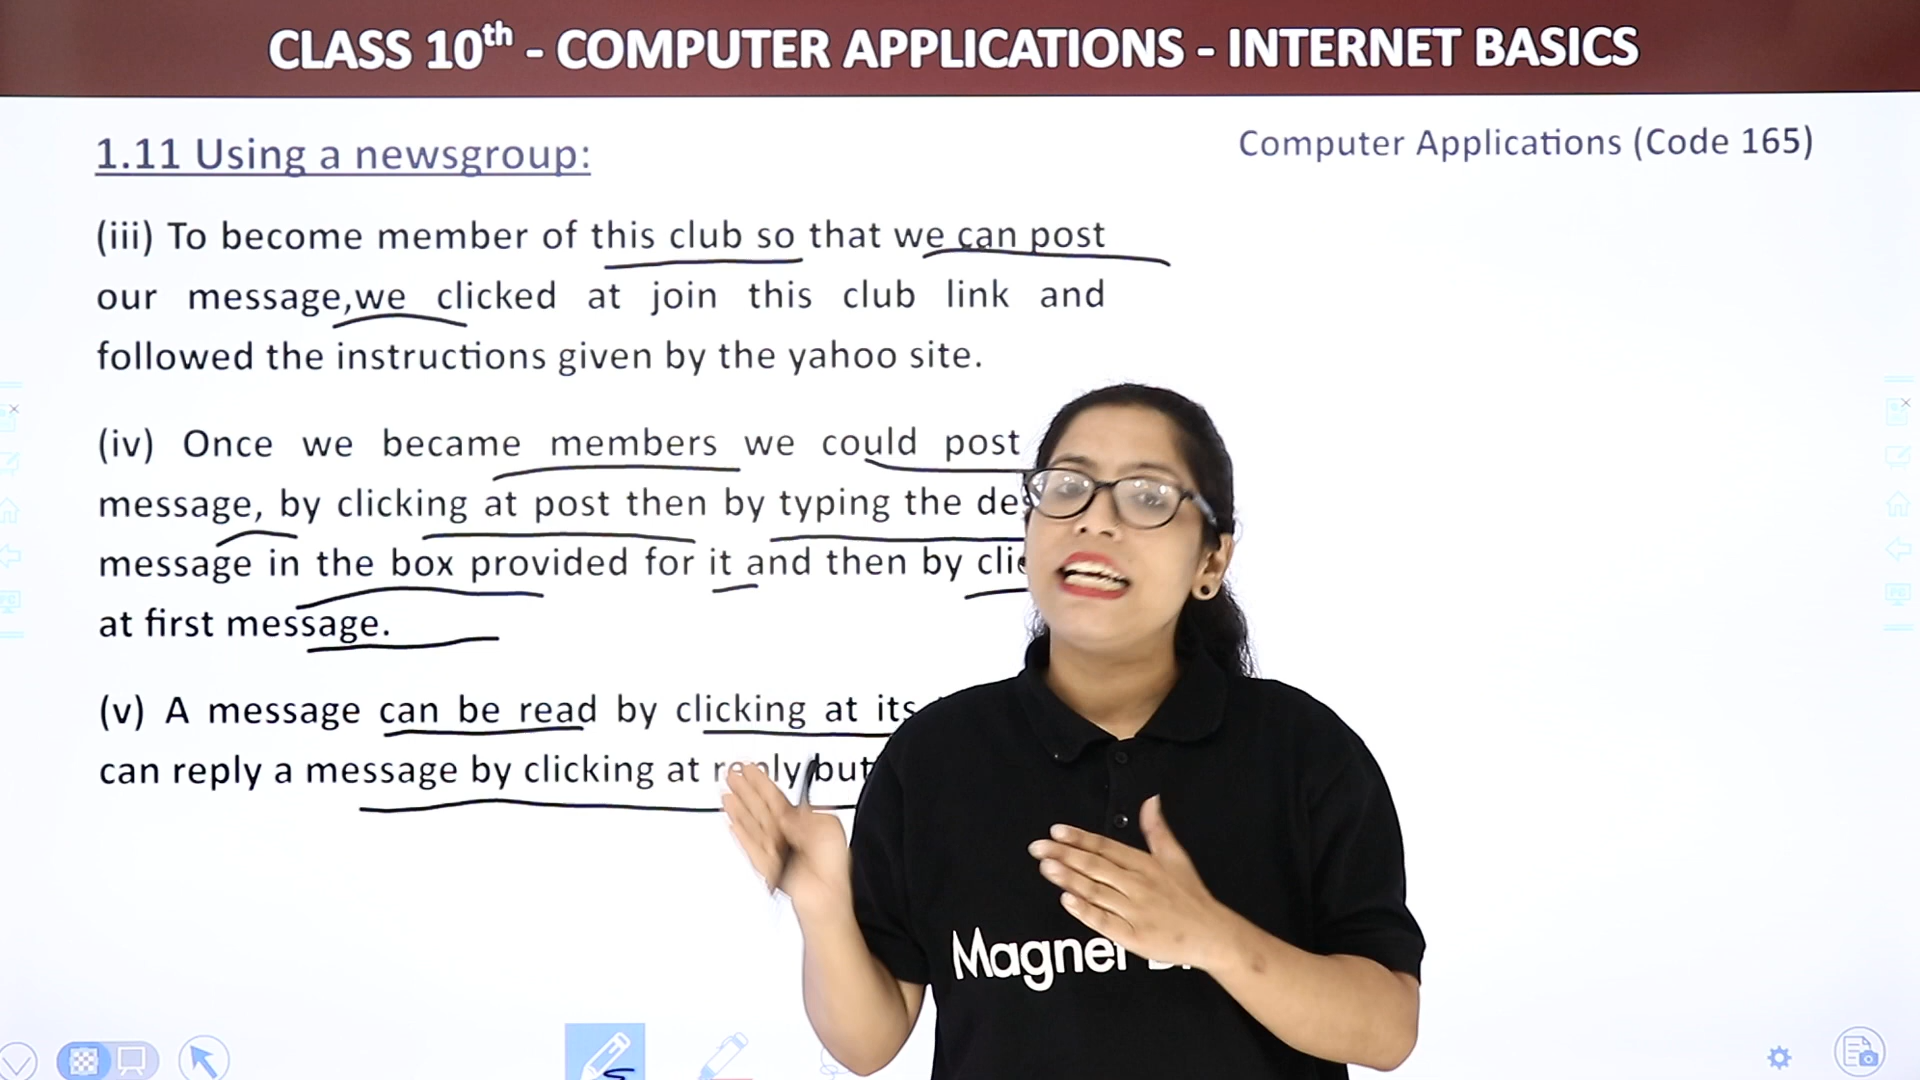 CLASS 10th - COMPUTER APPLICATIONS - INTERNET BASICS
1.11 Using a newsgroup:
Computer Applications (Code 165)
(iii) To become member of this club so that we can post
our message,we clicked at join this club link and
followed the instructions given by the yahoo site.
(iv) Once we became members we could post
message, by clicking at post then by typing the
message in the box provided for it and then by
at first message.
(v) A message can be read by clicking at its
can reply a message by clicking at reply
Magnet